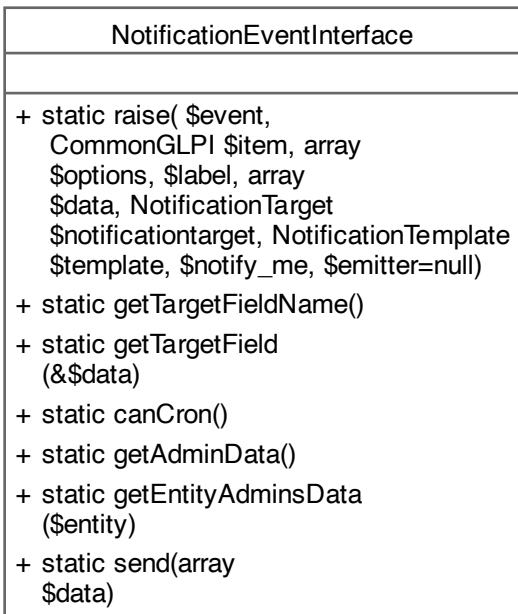 NotificationEventInterface
+ static raise( $event,
CommonGLPI $item, array
$options, $label, array
$data, NotificationTarget
$notificationtarget, NotificationTemplate
$template, $notify_me, $emitter=null)
+ static getTargetFieldName()
+ static getTargetField
(&$data)
+ static canCron()
+ static getAdminData()
+ static getEntityAdminsData
($entity)
+ static send(array
$data)